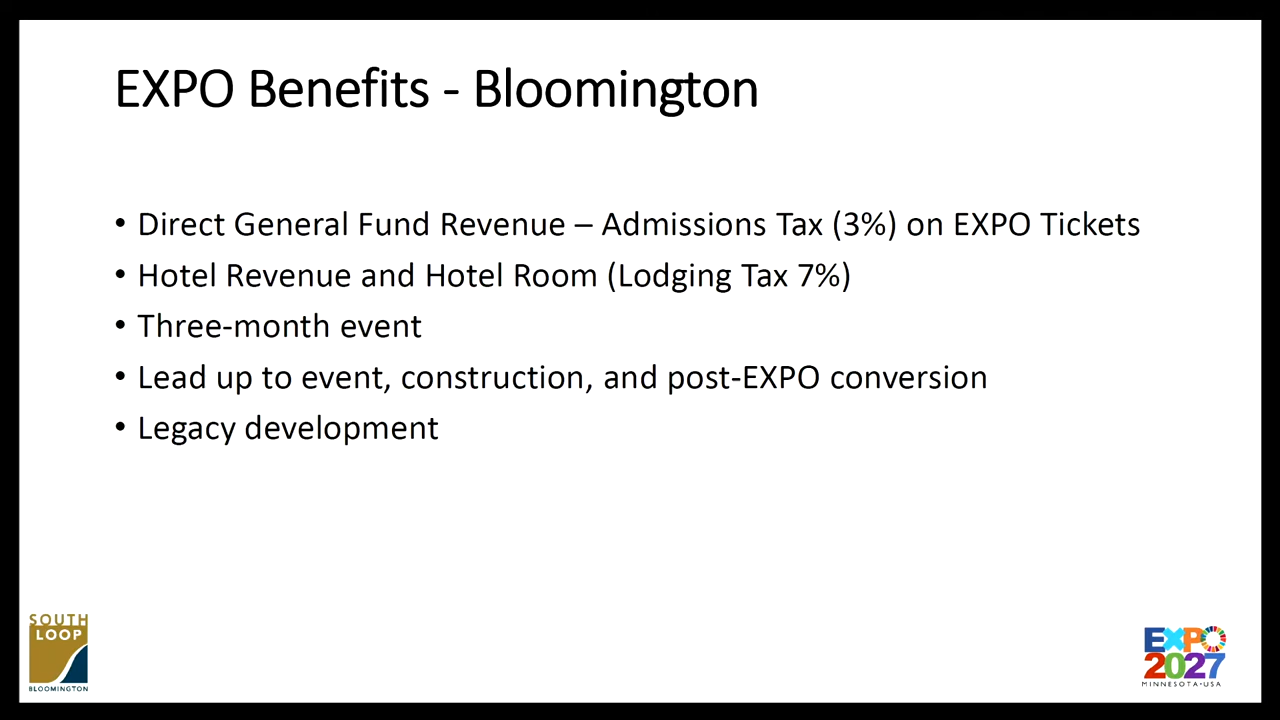 EXPO Benefits - Bloomington
• Direct General Fund Revenue – Admissions Tax (3%) on EXPO Tickets
• Hotel Revenue and Hotel Room (Lodging Tax 7%)
• Three-month event
• Lead up to event, construction, and post-EXPO conversion
• Legacy development
SOUTH
LOOP
BLOOMINGTON
EXPO
2027
MINNESOTA•USA